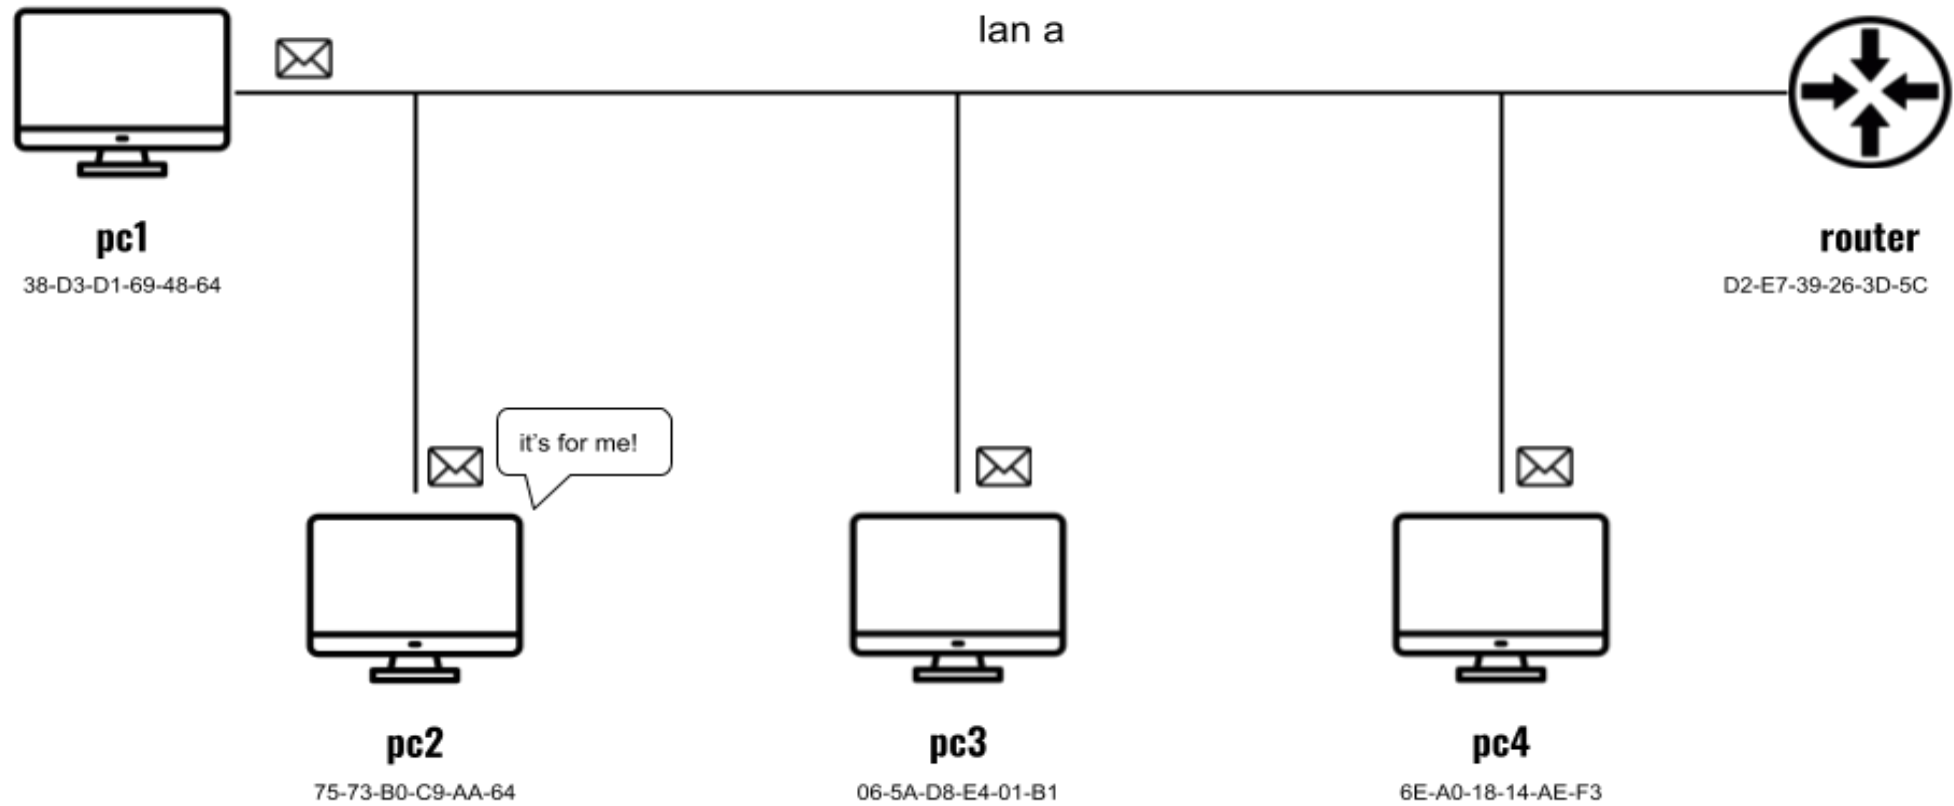 lan a
pc1
38-D3-D1-69-48-64
router
D2-E7-39-26-3D-5C
it's for me!
pc2
75-73-B0-C9-AA-64
pc3
06-5A-D8-E4-01-B1
pc4
6E-A0-18-14-AE-F3